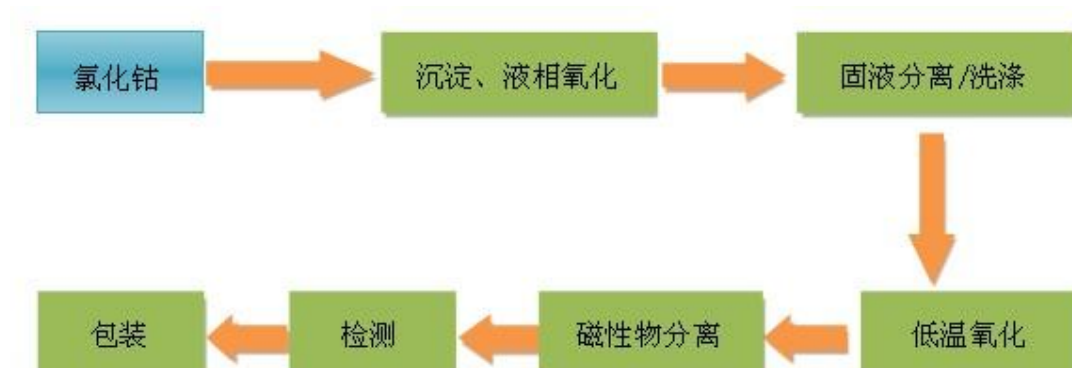 氯化钴
沉淀、液相氧化
固液分离/洗涤
低温氧化
磁性物分离
检测
包装